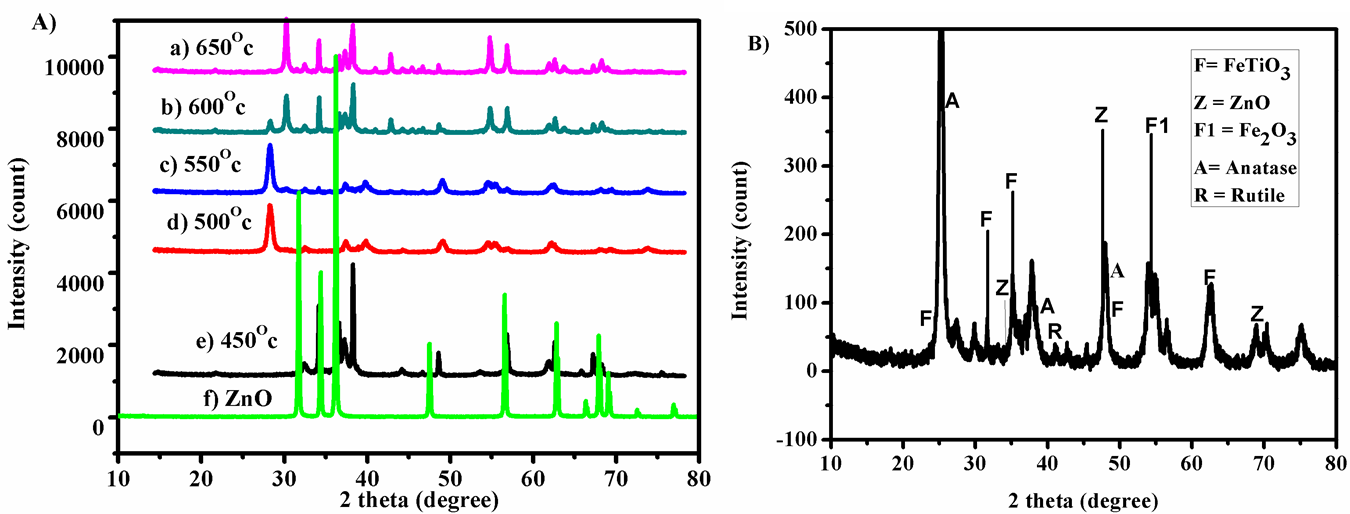 A)
a) 650°c
b) 600°c
c) 550°c
d) 500°c
e) 450°c
f) ZnO
10000
8000
6000
4000
2000
0
Intensity (count)
10 20 30 40 50 60 70 80
2 theta (degree)
B)
F= FeTiO3
Z = ZnO
F1 = Fe2O3
A= Anatase
R = Rutile
A
Z
F1
F
F
Z
A
F
F
A
R
F
Z
500
400
300
200
100
0
-100
Intensity (count)
10 20 30 40 50 60 70 80
2 theta (degree)